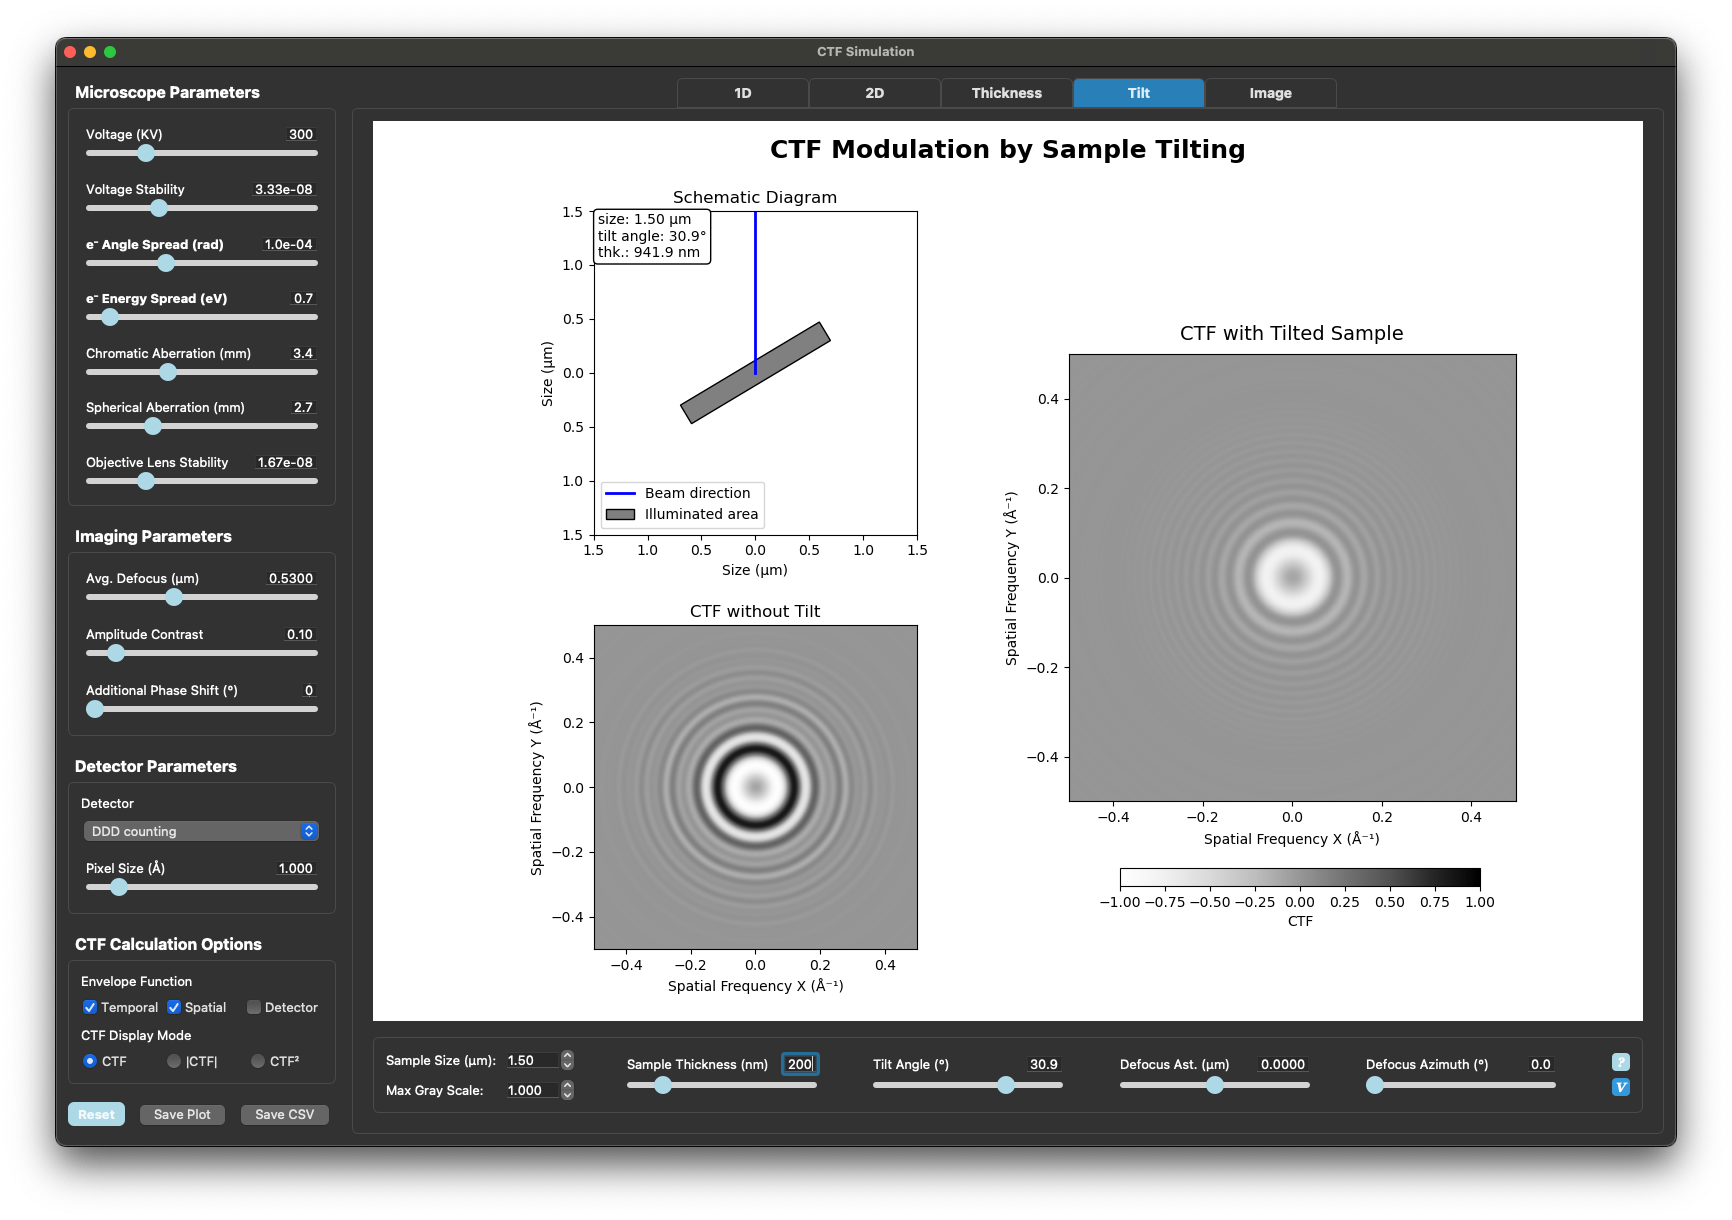 CTF Simulation
Microscope Parameters
Voltage (KV) 300
Voltage Stability 3.33e-08
e⁻ Angle Spread (rad) 1.0e-04
e⁻ Energy Spread (eV) 0.7
Chromatic Aberration (mm) 3.4
Spherical Aberration (mm) 2.7
Objective Lens Stability 1.67e-08
Imaging Parameters
Avg. Defocus (µm) 0.5300
Amplitude Contrast 0.10
Additional Phase Shift (°) 0
Detector Parameters
Detector
DDD counting
Pixel Size (Å) 1.000
CTF Calculation Options
Envelope Function
Temporal Spatial Detector
CTF Display Mode
CTF |CTF| CTF²
Reset Save Plot Save CSV
1D 2D Thickness Tilt Image
CTF Modulation by Sample Tilting
Schematic Diagram
size: 1.50 µm
tilt angle: 30.9°
thk.: 941.9 nm
1.5
1.0
0.5
0.0
0.5
1.0
1.5
Size (µm)
Beam direction
Illuminated area
1.5 1.0 0.5 0.0 0.5 1.0 1.5
Size (µm)
CTF without Tilt
0.4
0.2
0.0
−0.2
−0.4
Spatial Frequency Y (Å⁻¹)
−0.4 −0.2 0.0 0.2 0.4
Spatial Frequency X (Å⁻¹)
CTF with Tilted Sample
0.4
0.2
0.0
−0.2
−0.4
Spatial Frequency Y (Å⁻¹)
−0.4 −0.2 0.0 0.2 0.4
Spatial Frequency X (Å⁻¹)
−1.00 −0.75 −0.50 −0.25 0.00 0.25 0.50 0.75 1.00
CTF
Sample Size (µm): 1.50
Max Gray Scale: 1.000
Sample Thickness (nm) 200
Tilt Angle (°) 30.9
Defocus Ast. (µm) 0.0000
Defocus Azimuth (°) 0.0
?
V